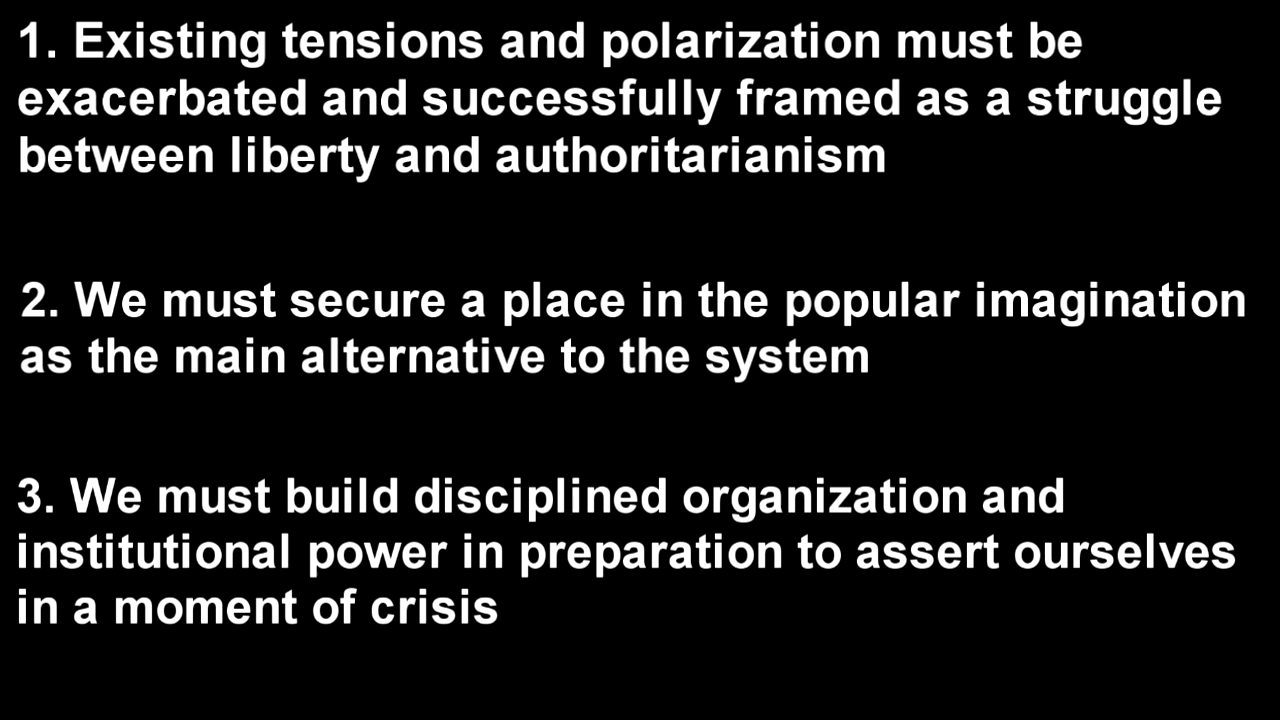 1. Existing tensions and polarization must be
exacerbated and successfully framed as a struggle
between liberty and authoritarianism
2. We must secure a place in the popular imagination
as the main alternative to the system
3. We must build disciplined organization and
institutional power in preparation to assert ourselves
in a moment of crisis